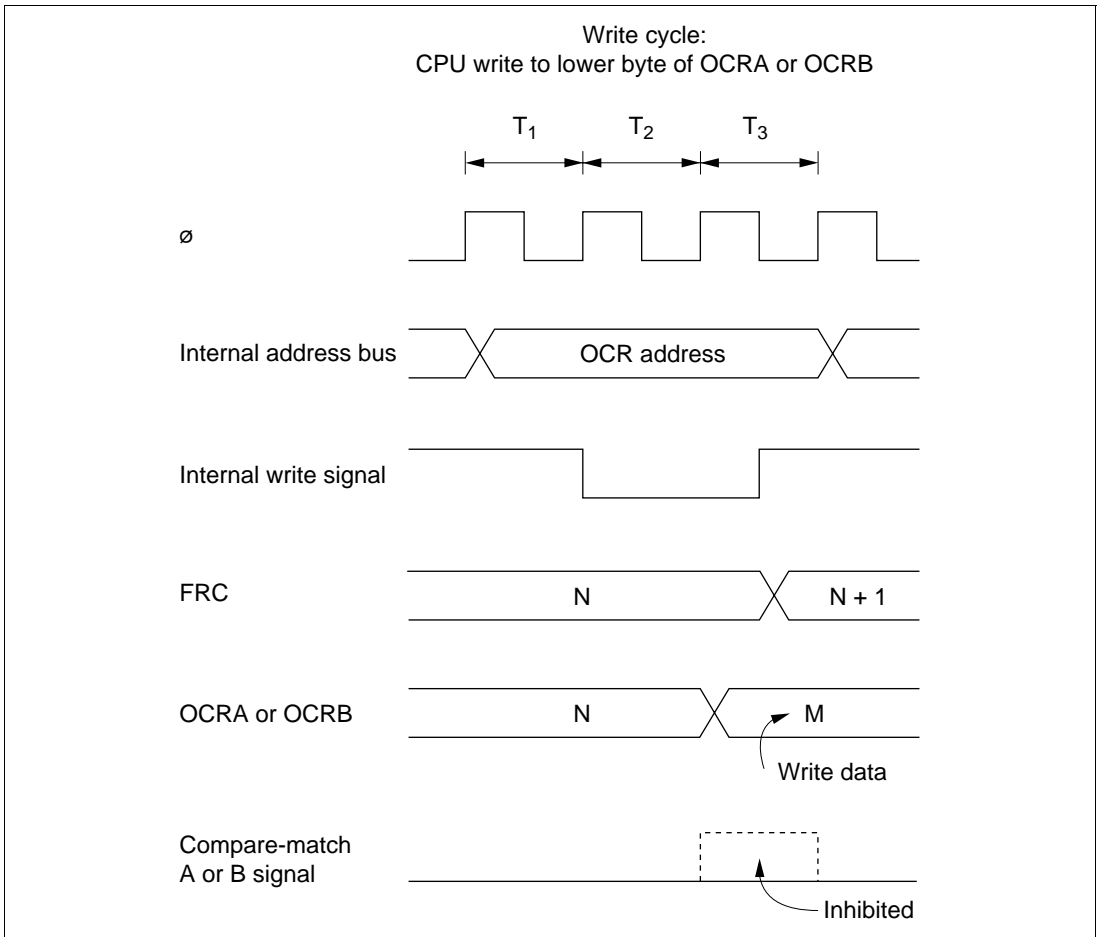 Write cycle:
CPU write to lower byte of OCRA or OCRB
T1 T2 T3
ø
Internal address bus
OCR address
Internal write signal
FRC
N
N + 1
OCRA or OCRB
N
M
Write data
Compare-match
A or B signal
Inhibited